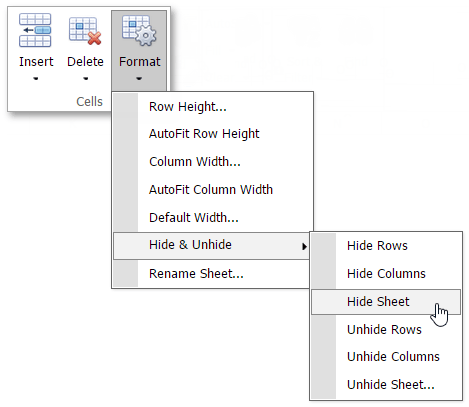 Insert Delete Format
Cells
Row Height...
AutoFit Row Height
Column Width...
AutoFit Column Width
Default Width...
Hide & Unhide
Rename Sheet...
Hide Rows
Hide Columns
Hide Sheet
Unhide Rows
Unhide Columns
Unhide Sheet...